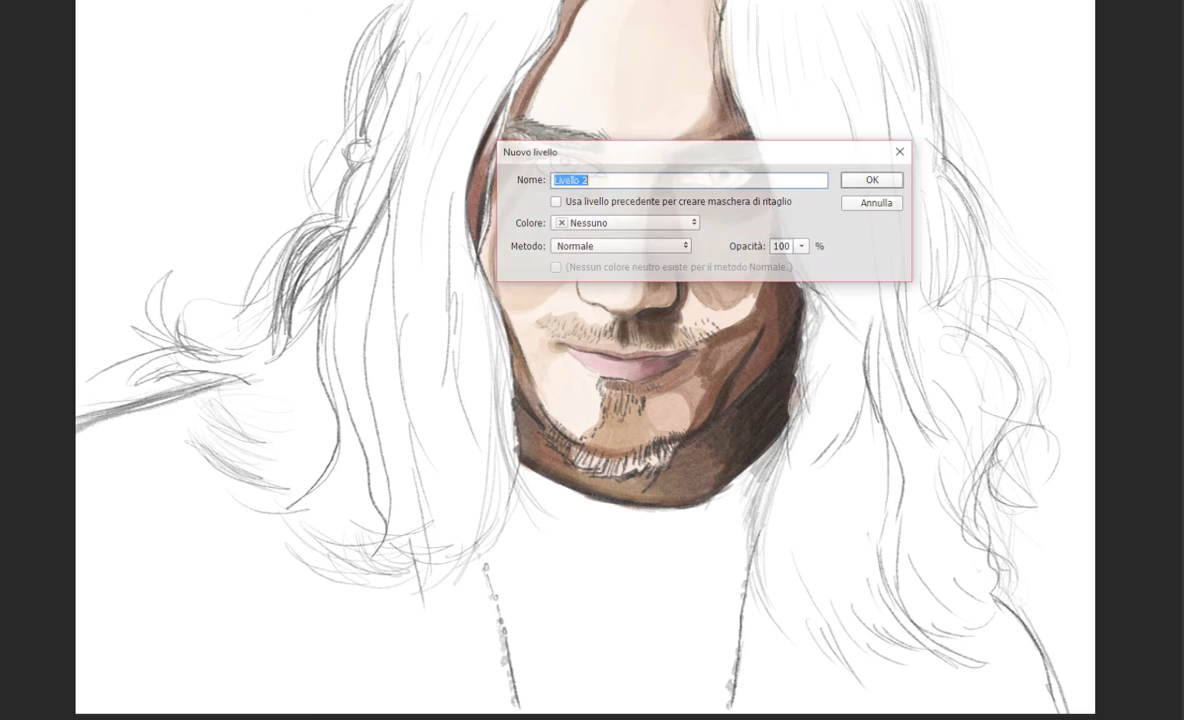 Nuovo livello
Nome: Livello 2 OK
Usa livello precedente per creare maschera di ritaglio Annulla
Colore: Nessuno
Metodo: Normale Opacità: 100 %
(Nessun colore neutro esiste per il metodo Normale.)